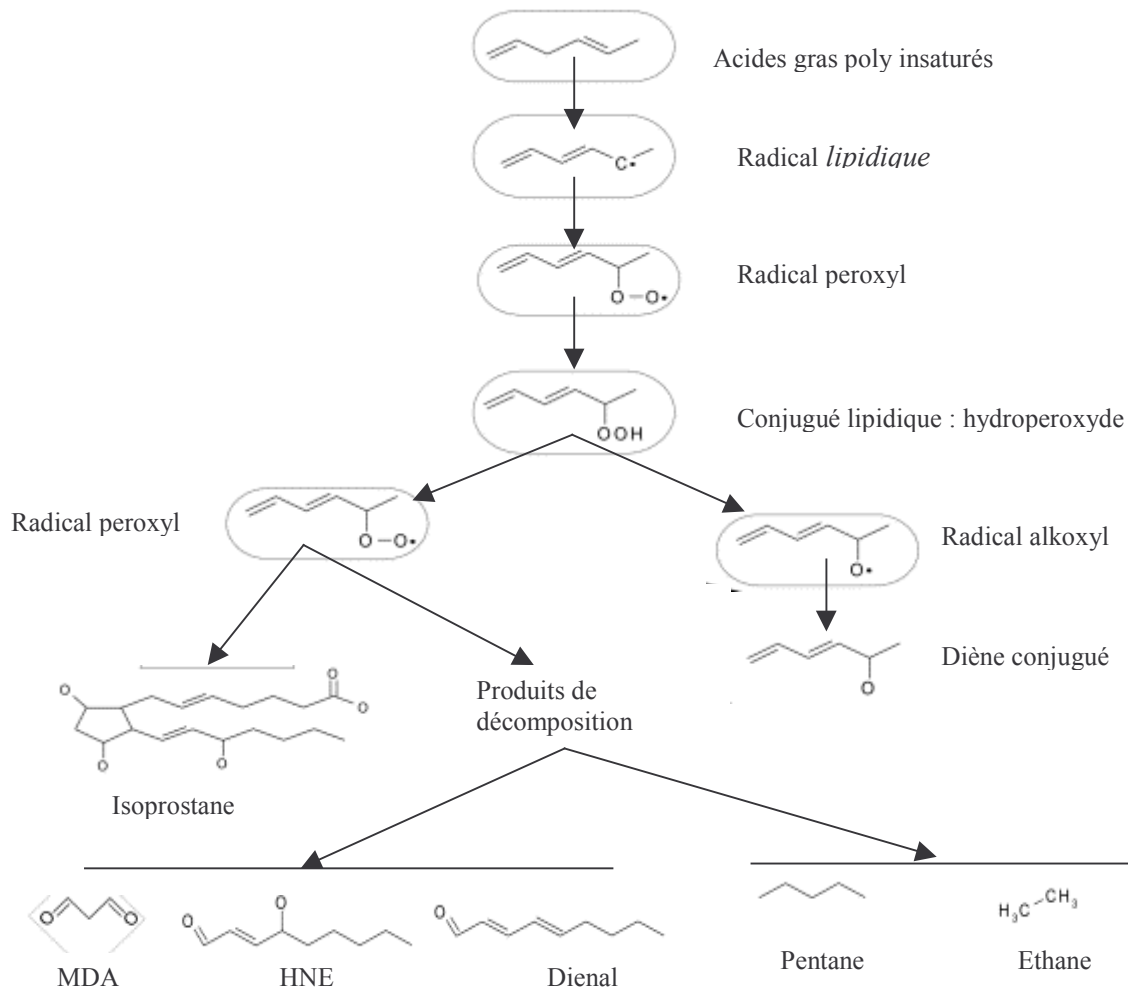 Acides gras poly insaturés
C•
Radical lipidique
O–O•
Radical peroxyl
OOH
Conjugué lipidique : hydroperoxyde
Radical peroxyl
O–O•
O•
Radical alkoxyl
O
Diène conjugué
O
O
O
O
O
Isoprostane
Produits de
décomposition
O
O
MDA
O
O
HNE
O
Dienal
Pentane
H₃C
CH₃
Ethane